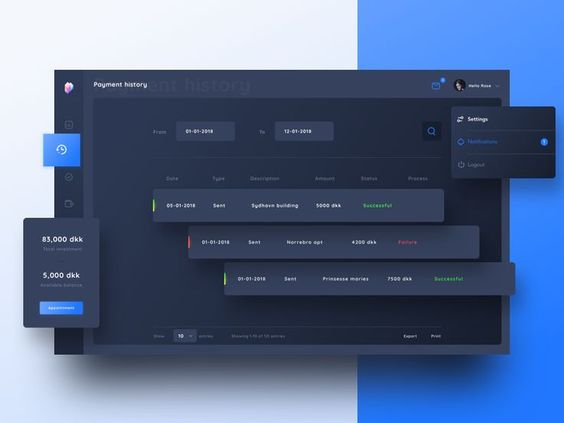 Payment history
Payment history
Hello Rose
Settings
Notifications 1
Logout
From 01-01-2018 To 12-01-2018
Date Type Description Amount Status Process
05-01-2018 Sent Sydhavn building 5000 dkk Successful
01-01-2018 Sent Norrebro apt 4200 dkk Failure
01-01-2018 Sent Prinsesse maries 7500 dkk Successful
83,000 dkk
Total investment
5,000 dkk
Available balance
Appointment
Show 10 entries Showing 1-10 of 120 entries Export Print